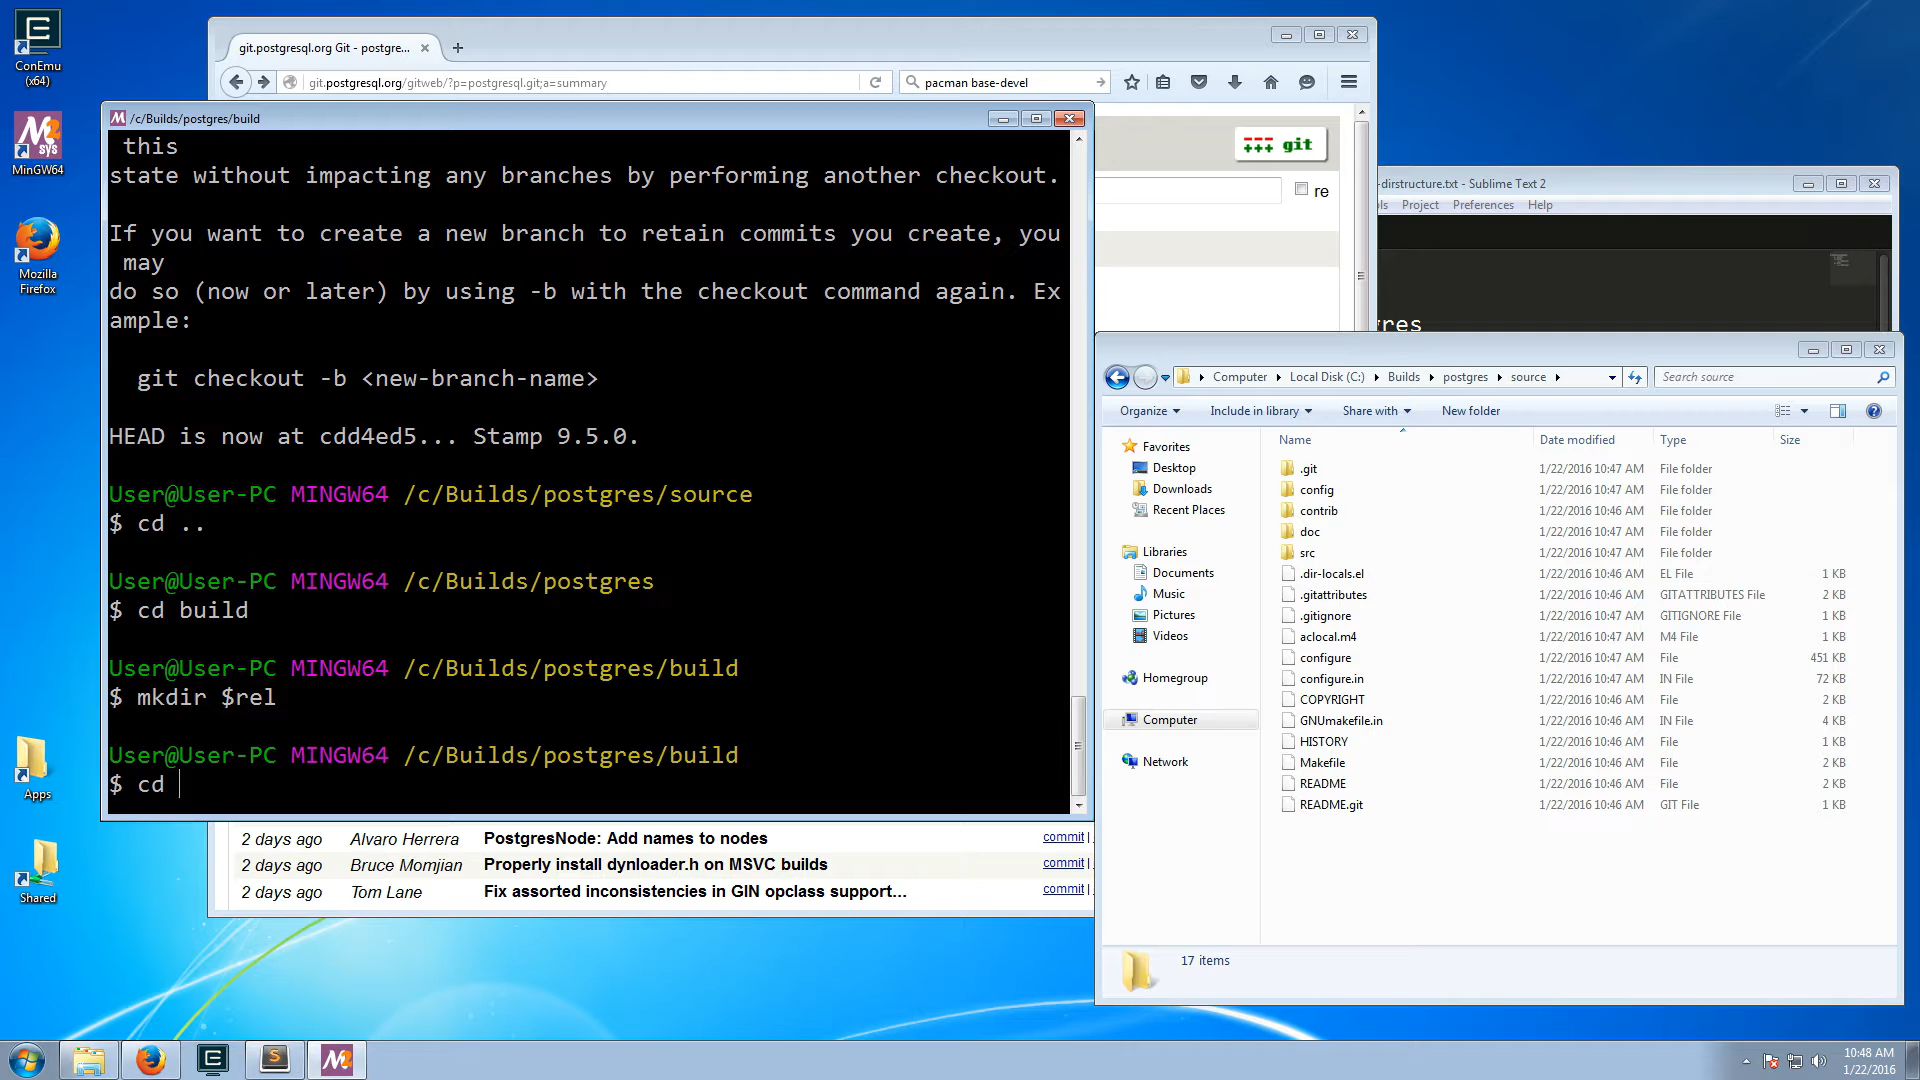 ConEmu
(x64)
MinGW64
Mozilla
Firefox
Apps
Shared
git.postgresql.org Git - postgre...
git.postgresql.org/gitweb/?p=postgresql.git;a=summary
pacman base-devel
git
re
/c/Builds/postgres/build
this
state without impacting any branches by performing another checkout.
If you want to create a new branch to retain commits you create, you
may
do so (now or later) by using -b with the checkout command again. Ex
ample:
git checkout -b <new-branch-name>
HEAD is now at cdd4ed5... Stamp 9.5.0.
User@User-PC MINGW64 /c/Builds/postgres/source
$ cd ..
User@User-PC MINGW64 /c/Builds/postgres
$ cd build
User@User-PC MINGW64 /c/Builds/postgres/build
$ mkdir $rel
User@User-PC MINGW64 /c/Builds/postgres/build
$ cd
2 days ago Alvaro Herrera PostgresNode: Add names to nodes commit |
2 days ago Bruce Momjian Properly install dynloader.h on MSVC builds commit |
2 days ago Tom Lane Fix assorted inconsistencies in GIN opclass support... commit |
-dirstructure.txt - Sublime Text 2
ls Project Preferences Help
gres
Computer Local Disk (C:) Builds postgres source
Search source
Organize Include in library Share with New folder
Favorites
Desktop
Downloads
Recent Places
Libraries
Documents
Music
Pictures
Videos
Homegroup
Computer
Network
Name Date modified Type Size
.git 1/22/2016 10:47 AM File folder
config 1/22/2016 10:47 AM File folder
contrib 1/22/2016 10:46 AM File folder
doc 1/22/2016 10:47 AM File folder
src 1/22/2016 10:47 AM File folder
.dir-locals.el 1/22/2016 10:46 AM EL File 1 KB
.gitattributes 1/22/2016 10:46 AM GITATTRIBUTES File 2 KB
.gitignore 1/22/2016 10:47 AM GITIGNORE File 1 KB
aclocal.m4 1/22/2016 10:47 AM M4 File 1 KB
configure 1/22/2016 10:47 AM File 451 KB
configure.in 1/22/2016 10:47 AM IN File 72 KB
COPYRIGHT 1/22/2016 10:46 AM File 2 KB
GNUmakefile.in 1/22/2016 10:46 AM IN File 4 KB
HISTORY 1/22/2016 10:46 AM File 1 KB
Makefile 1/22/2016 10:46 AM File 2 KB
README 1/22/2016 10:46 AM File 2 KB
README.git 1/22/2016 10:46 AM GIT File 1 KB
17 items
10:48 AM
1/22/2016